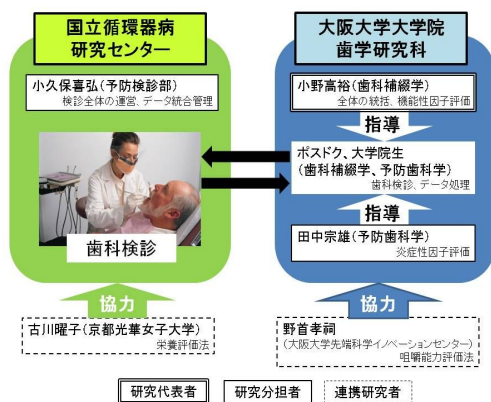 国立循環器病
研究センター
小久保喜弘(予防検診部)
検診全体の運営、データ統合管理
歯科検診
協力
古川曜子(京都光華女子大学)
栄養評価法
大阪大学大学院
歯学研究科
小野高裕(歯科補綴学)
全体の統括、機能性因子評価
指導
ポスドク、大学院生
(歯科補綴学、予防歯科学)
歯科検診、データ処理
指導
田中宗雄(予防歯科学)
炎症性因子評価
協力
野首孝祠
(大阪大学先端科学イノベーションセンター)
咀嚼能力評価法
研究代表者
研究分担者
連携研究者